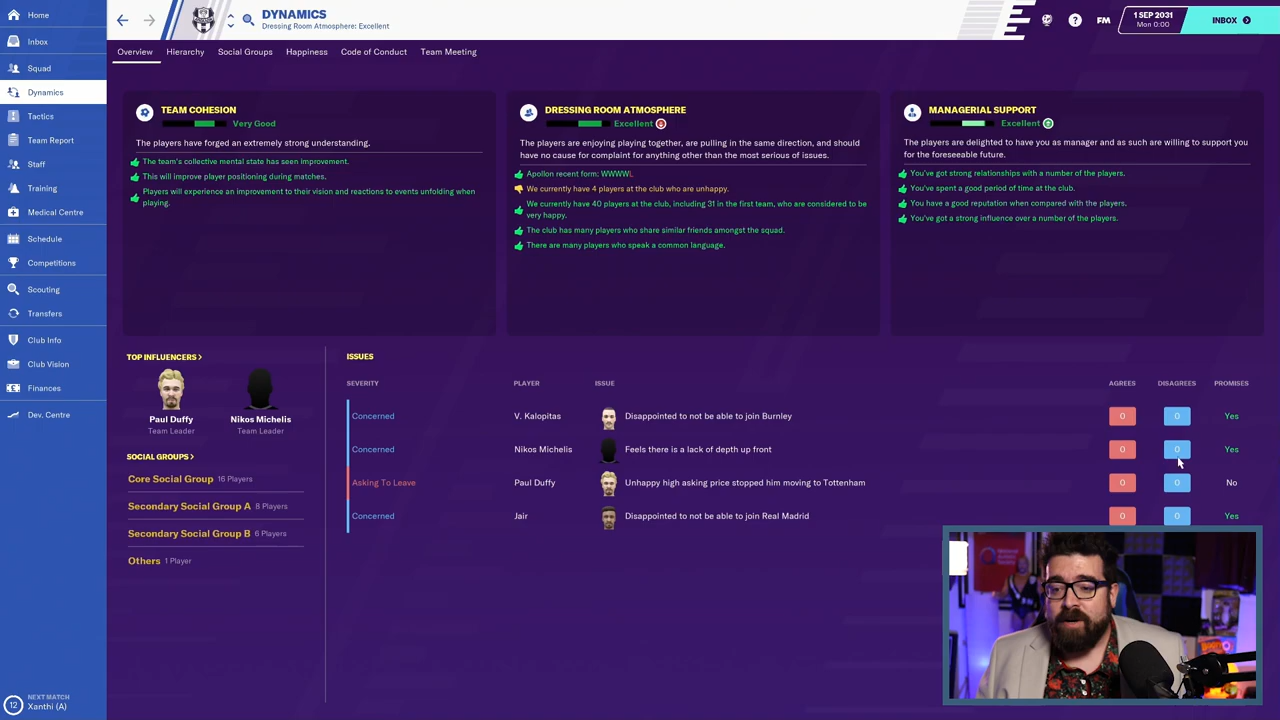 Home
Inbox
Squad
Dynamics
Tactics
Team Report
Staff
Training
Medical Centre
Schedule
Competitions
Scouting
Transfers
Club Info
Club Vision
Finances
Dev. Centre
NEXT MATCH
12
Xanthi (A)
DYNAMICS
Dressing Room Atmosphere: Excellent
?
FM
1 SEP 2031
Mon 0:00
INBOX
Overview
Hierarchy
Social Groups
Happiness
Code of Conduct
Team Meeting
TEAM COHESION
Very Good
The players have forged an extremely strong understanding.
The team's collective mental state has seen improvement.
This will improve player positioning during matches.
Players will experience an improvement to their vision and reactions to events unfolding when
playing.
DRESSING ROOM ATMOSPHERE
Excellent
The players are enjoying playing together, are pulling in the same direction, and should
have no cause for complaint for anything other than the most serious of issues.
Apollon recent form: WWWWL
We currently have 4 players at the club who are unhappy.
We currently have 40 players at the club, including 31 in the first team, who are considered to be
very happy.
The club has many players who share similar friends amongst the squad.
There are many players who speak a common language.
MANAGERIAL SUPPORT
Excellent
The players are delighted to have you as manager and as such are willing to support you
for the foreseeable future.
You've got strong relationships with a number of the players.
You've spent a good period of time at the club.
You have a good reputation when compared with the players.
You've got a strong influence over a number of the players.
TOP INFLUENCERS >
Paul Duffy
Team Leader
Nikos Michelis
Team Leader
SOCIAL GROUPS >
Core Social Group 16 Players
Secondary Social Group A 8 Players
Secondary Social Group B 6 Players
Others 1 Player
ISSUES
SEVERITY PLAYER ISSUE AGREES DISAGREES PROMISES
Concerned V. Kalopitas Disappointed to not be able to join Burnley 0 0 Yes
Concerned Nikos Michelis Feels there is a lack of depth up front 0 0 Yes
Asking To Leave Paul Duffy Unhappy high asking price stopped him moving to Tottenham 0 0 No
Concerned Jair Disappointed to not be able to join Real Madrid 0 0 Yes